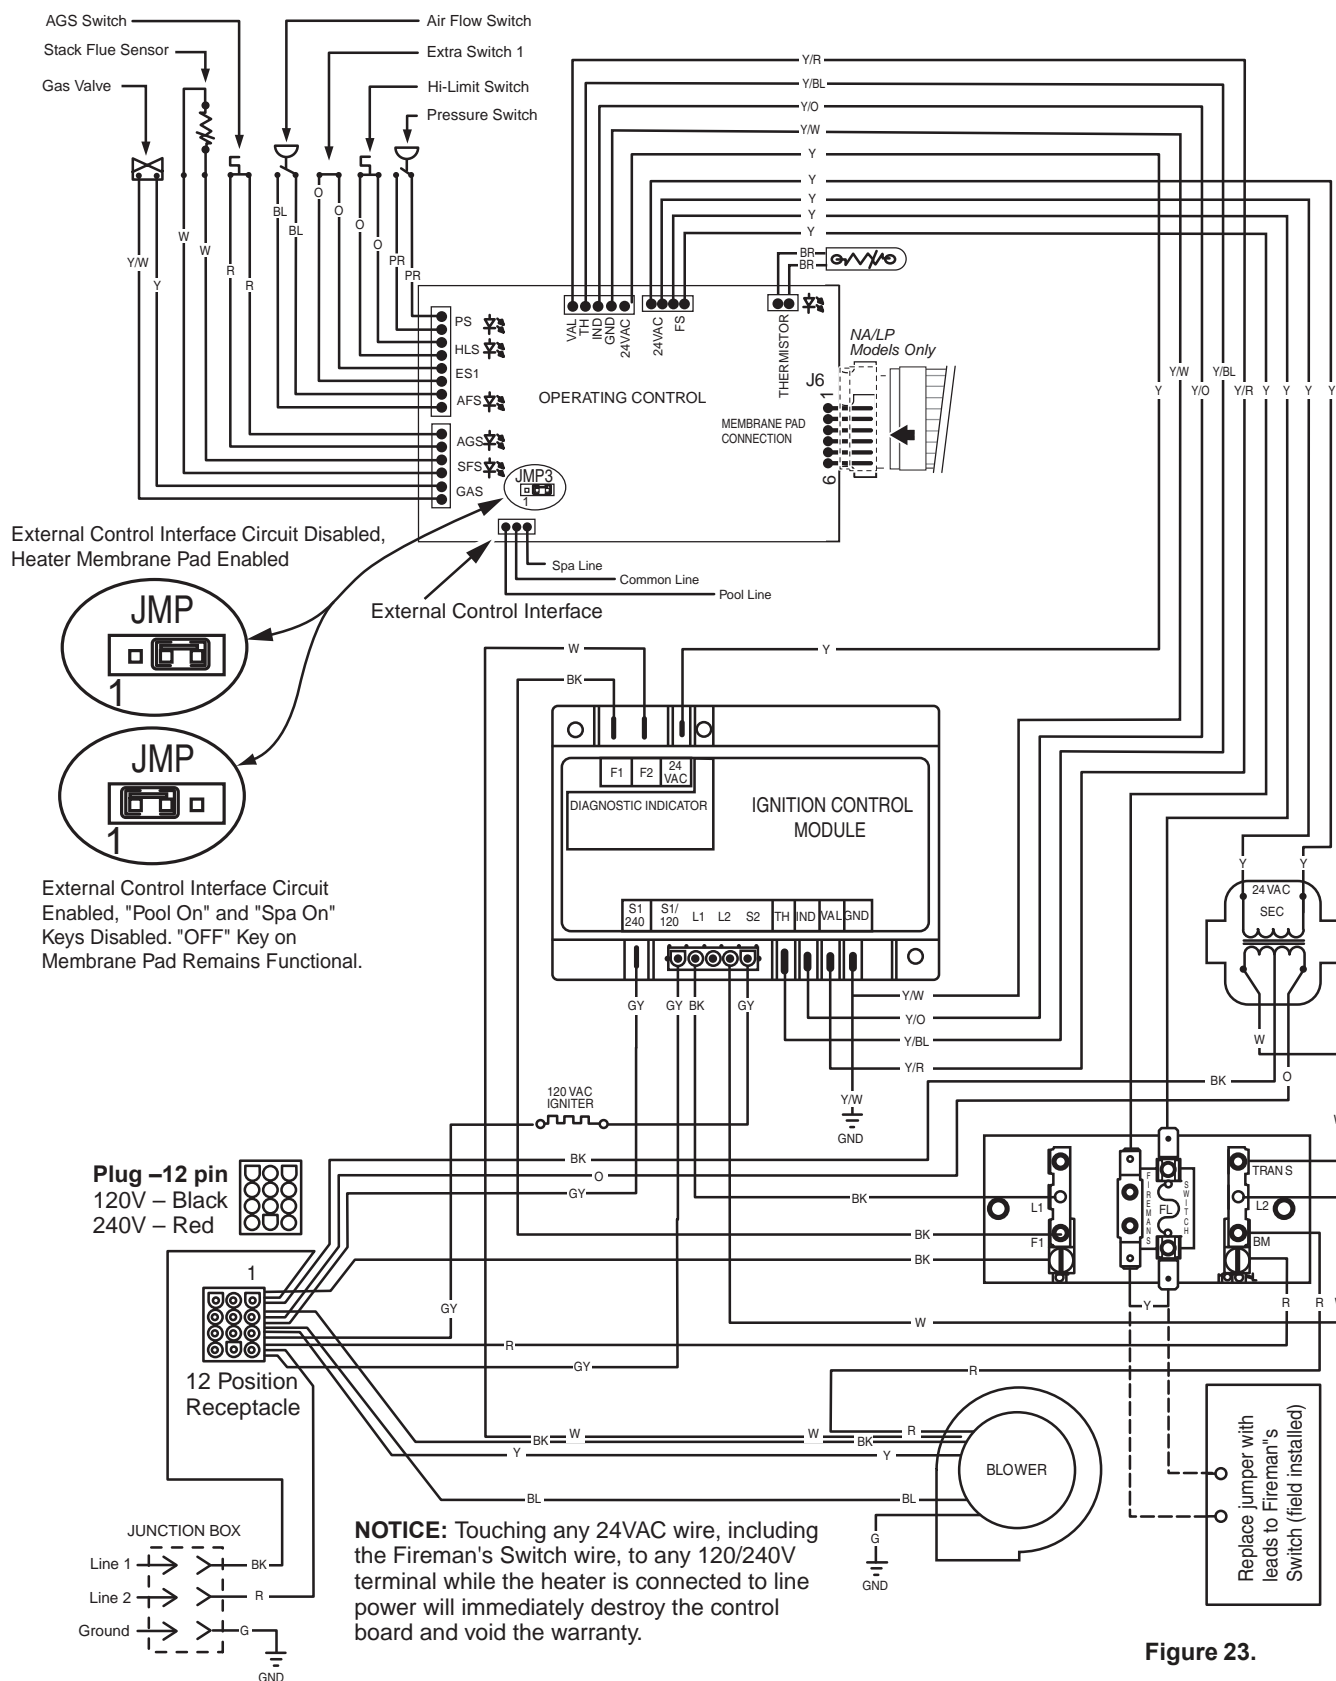 AGS Switch
Air Flow Switch
Stack Flue Sensor
Extra Switch 1
Gas Valve
Hi-Limit Switch
Pressure Switch
Y/R
Y/BL
Y/O
Y/W
Y
Y
Y
Y
Y
BL
BL
O
O
O
O
W
W
PR
PR
Y/W
Y
R
R
BR
BR
VAL
TH
IND
GND
24VAC
24VAC
FS
THERMISTOR
NA/LP
Models Only
PS
HLS
ES1
AFS
AGS
SFS
GAS
OPERATING CONTROL
J6
1
6
MEMBRANE PAD
CONNECTION
JMP3
1
Y
Y/W
Y/O
Y/BL
Y/R
Y
Y
Y
Y
External Control Interface Circuit Disabled,
Heater Membrane Pad Enabled
Spa Line
Common Line
Pool Line
External Control Interface
JMP
1
JMP
1
External Control Interface Circuit
Enabled, "Pool On" and "Spa On"
Keys Disabled. "OFF" Key on
Membrane Pad Remains Functional.
W
Y
BK
F1
F2
24
VAC
DIAGNOSTIC INDICATOR
IGNITION CONTROL
MODULE
S1
240
S1/
120
L1
L2
S2
TH
IND
VAL
GND
GY
GY
BK
GY
Y/W
Y/O
Y/BL
Y/R
Y/W
GND
Y
Y
24 VAC
SEC
W
BK
O
120 VAC
IGNITER
Plug –12 pin
120V – Black
240V – Red
BK
O
GY
BK
BK
BK
L1
F1
FIREMANS
FL
SWITCH
TRANS
L2
BM
1
12 Position
Receptacle
GY
Y
R
R
W
R
GY
R
W
BK
Y
BL
W
BK
Y
BL
R
BLOWER
G
GND
Replace jumper with
leads to Fireman"s
Switch (field installed)
JUNCTION BOX
Line 1
BK
Line 2
R
Ground
G
GND
NOTICE: Touching any 24VAC wire, including
the Fireman's Switch wire, to any 120/240V
terminal while the heater is connected to line
power will immediately destroy the control
board and void the warranty.
Figure 23.